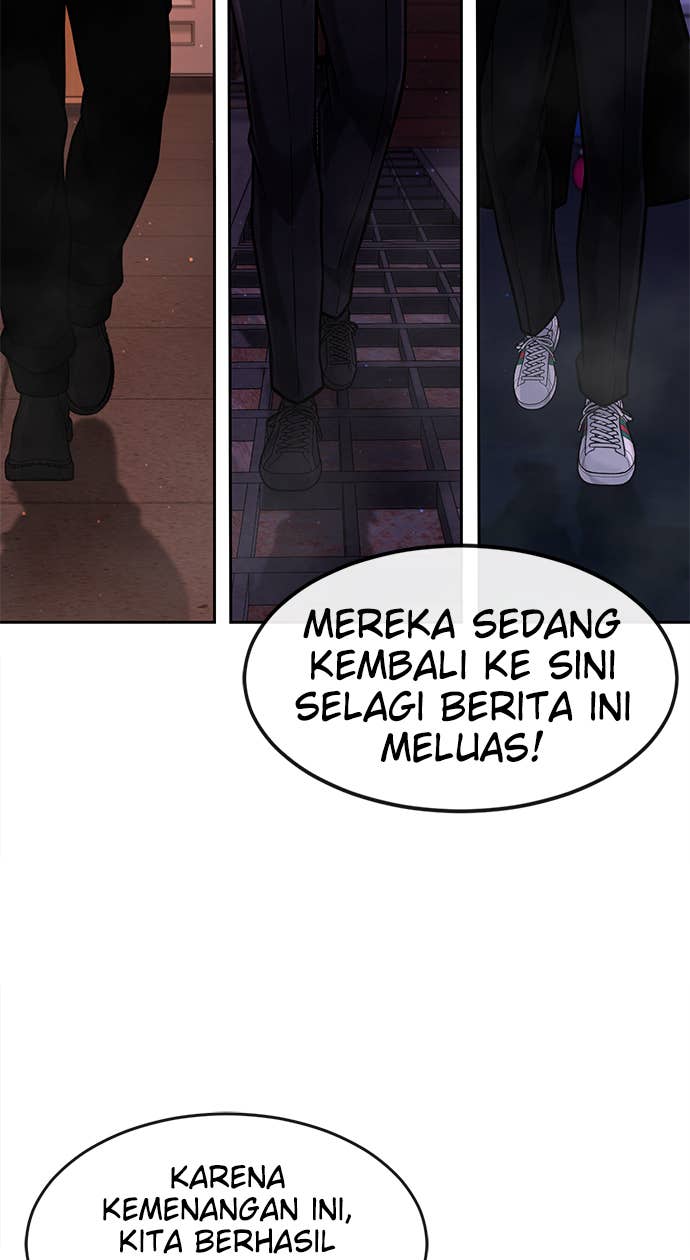 MEREKA SEDANG
KEMBALI KE SINI
SELAGI BERITA INI
MELUAS!
KARENA
KEMENANGAN INI,
KITA BERHASIL